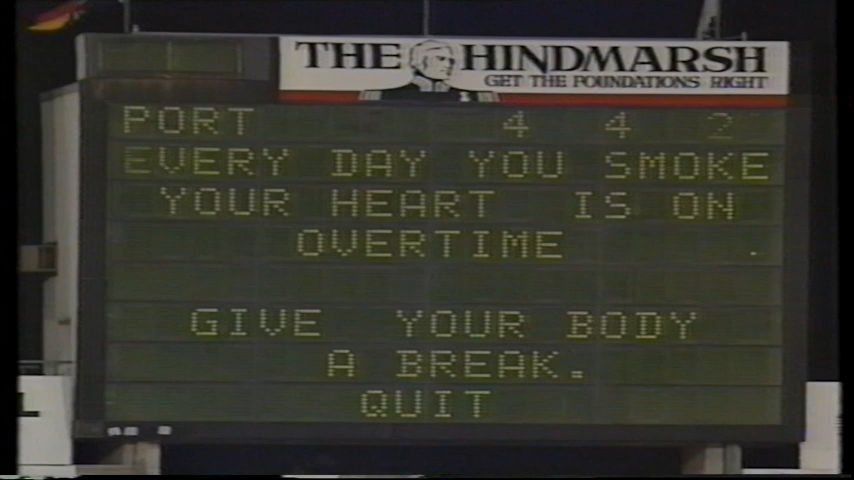 THE HINDMARSH
GET THE FOUNDATIONS RIGHT
PORT 4 4 2
EVERY DAY YOU SMOKE
YOUR HEART IS ON
OVERTIME
GIVE YOUR BODY
A BREAK.
QUIT